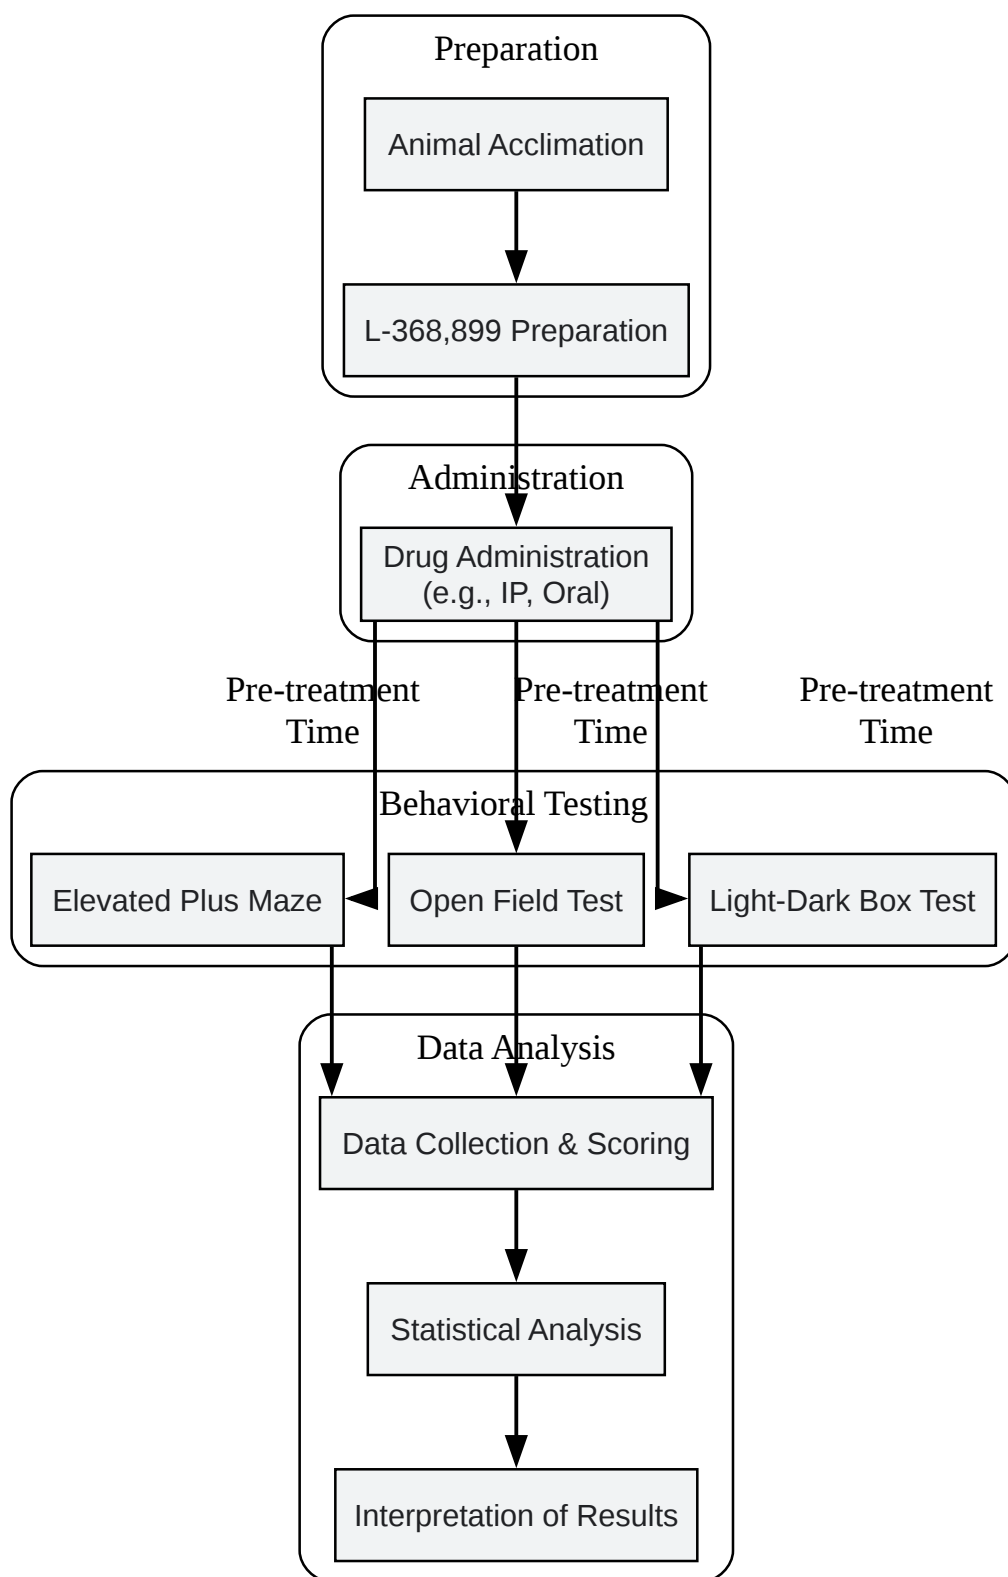 Preparation
Animal Acclimation
L-368,899 Preparation
Administration
Drug Administration
(e.g., IP, Oral)
Pre-treatment
Time
Pre-treatment
Time
Pre-treatment
Time
Behavioral Testing
Elevated Plus Maze
Open Field Test
Light-Dark Box Test
Data Analysis
Data Collection & Scoring
Statistical Analysis
Interpretation of Results